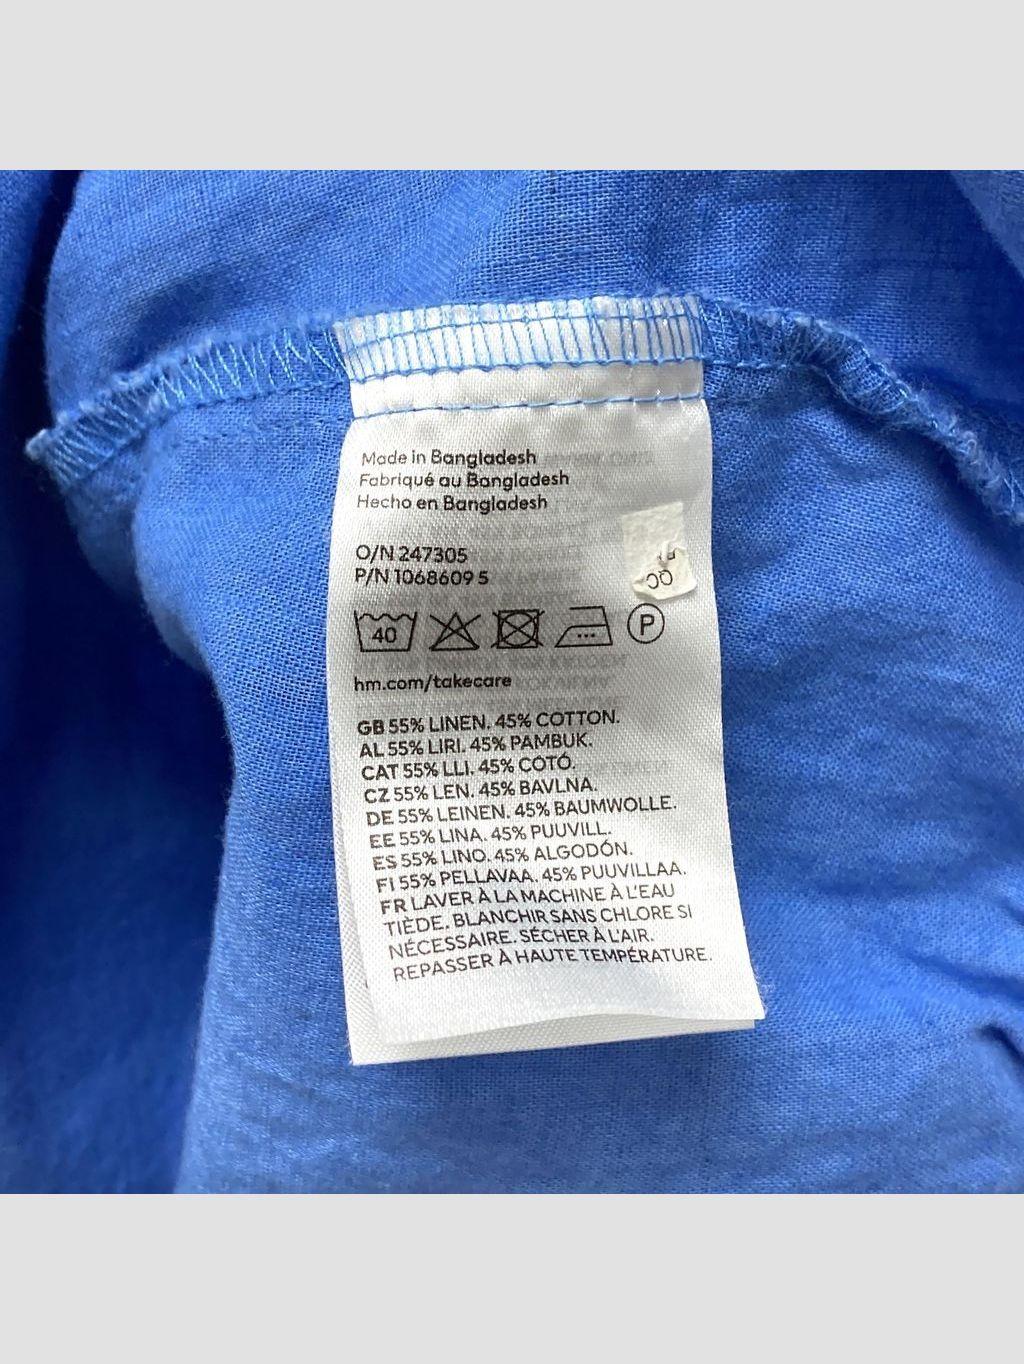 Made in Bangladesh
Fabriqué au Bangladesh
Hecho en Bangladesh
O/N 247305
P/N 1068609 5
40
P
hm.com/takecare
GB 55% LINEN. 45% COTTON.
AL 55% LIRI. 45% PAMBUK.
CAT 55% LLI. 45% COTÓ.
CZ 55% LEN. 45% BAVLNA.
DE 55% LEINEN. 45% BAUMWOLLE.
EE 55% LINA. 45% PUUVILL.
ES 55% LINO. 45% ALGODÓN.
FI 55% PELLAVAA. 45% PUUVILLAA.
FR LAVER À LA MACHINE À L'EAU
TIÈDE. BLANCHIR SANS CHLORE SI
NÉCESSAIRE. SÉCHER À L'AIR.
REPASSER À HAUTE TEMPÉRATURE.